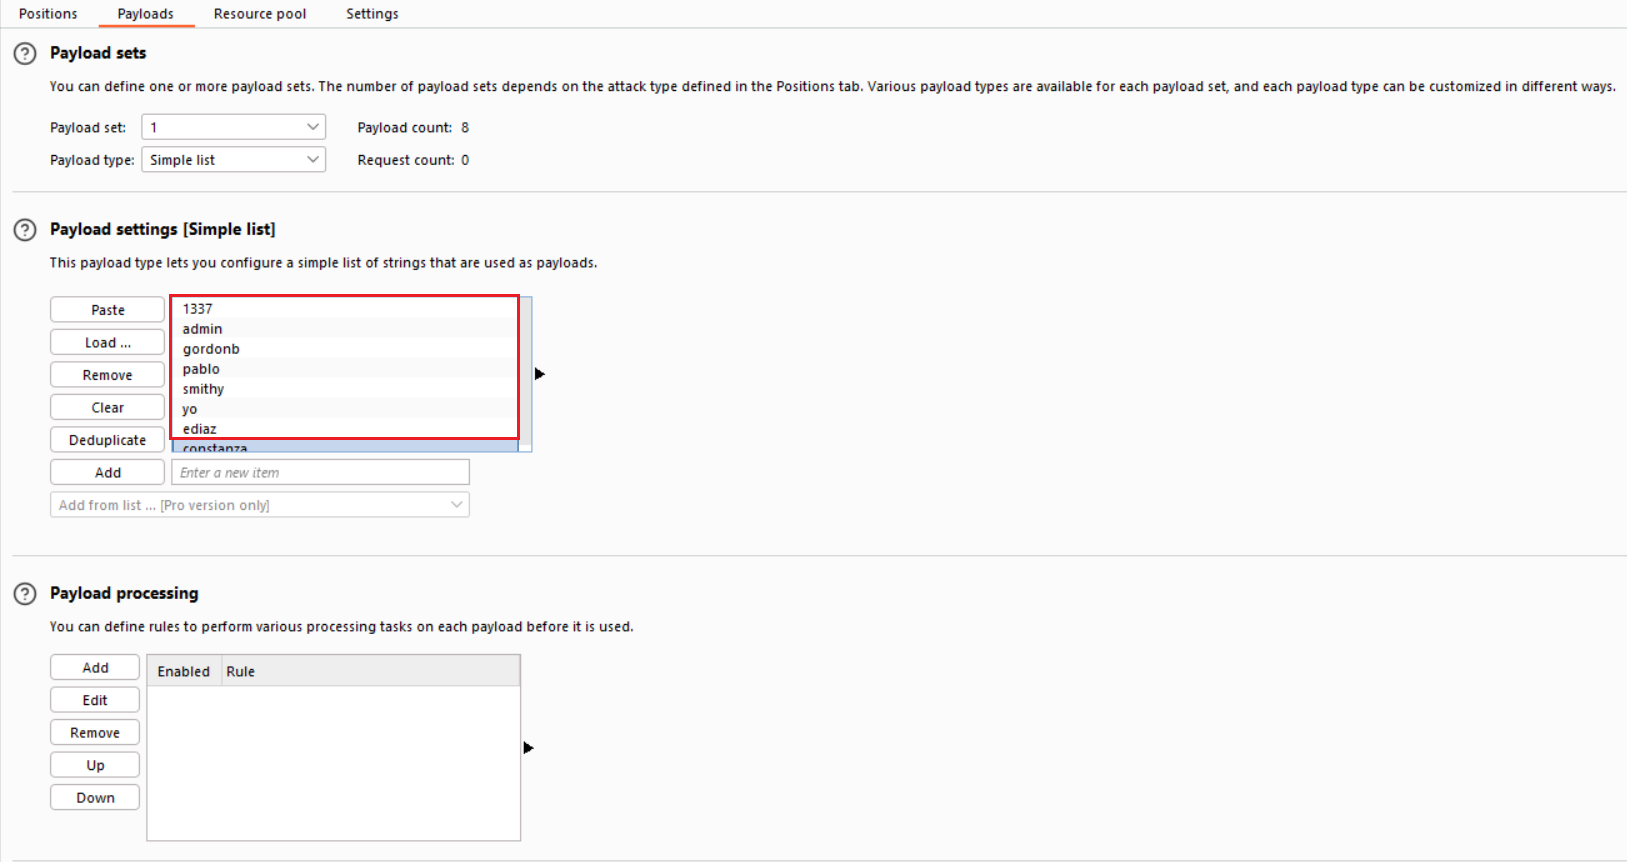 Positions Payloads Resource pool Settings
Payload sets
You can define one or more payload sets. The number of payload sets depends on the attack type defined in the Positions tab. Various payload types are available for each payload set, and each payload type can be customized in different ways.
Payload set: 1 Payload count: 8
Payload type: Simple list Request count: 0
Payload settings [Simple list]
This payload type lets you configure a simple list of strings that are used as payloads.
Paste 1337
admin
Load ... gordonb
pablo
Remove smithy
Clear yo
ediaz
Deduplicate constanza
Add Enter a new item
Add from list ... [Pro version only]
Payload processing
You can define rules to perform various processing tasks on each payload before it is used.
Add Enabled Rule
Edit
Remove
Up
Down